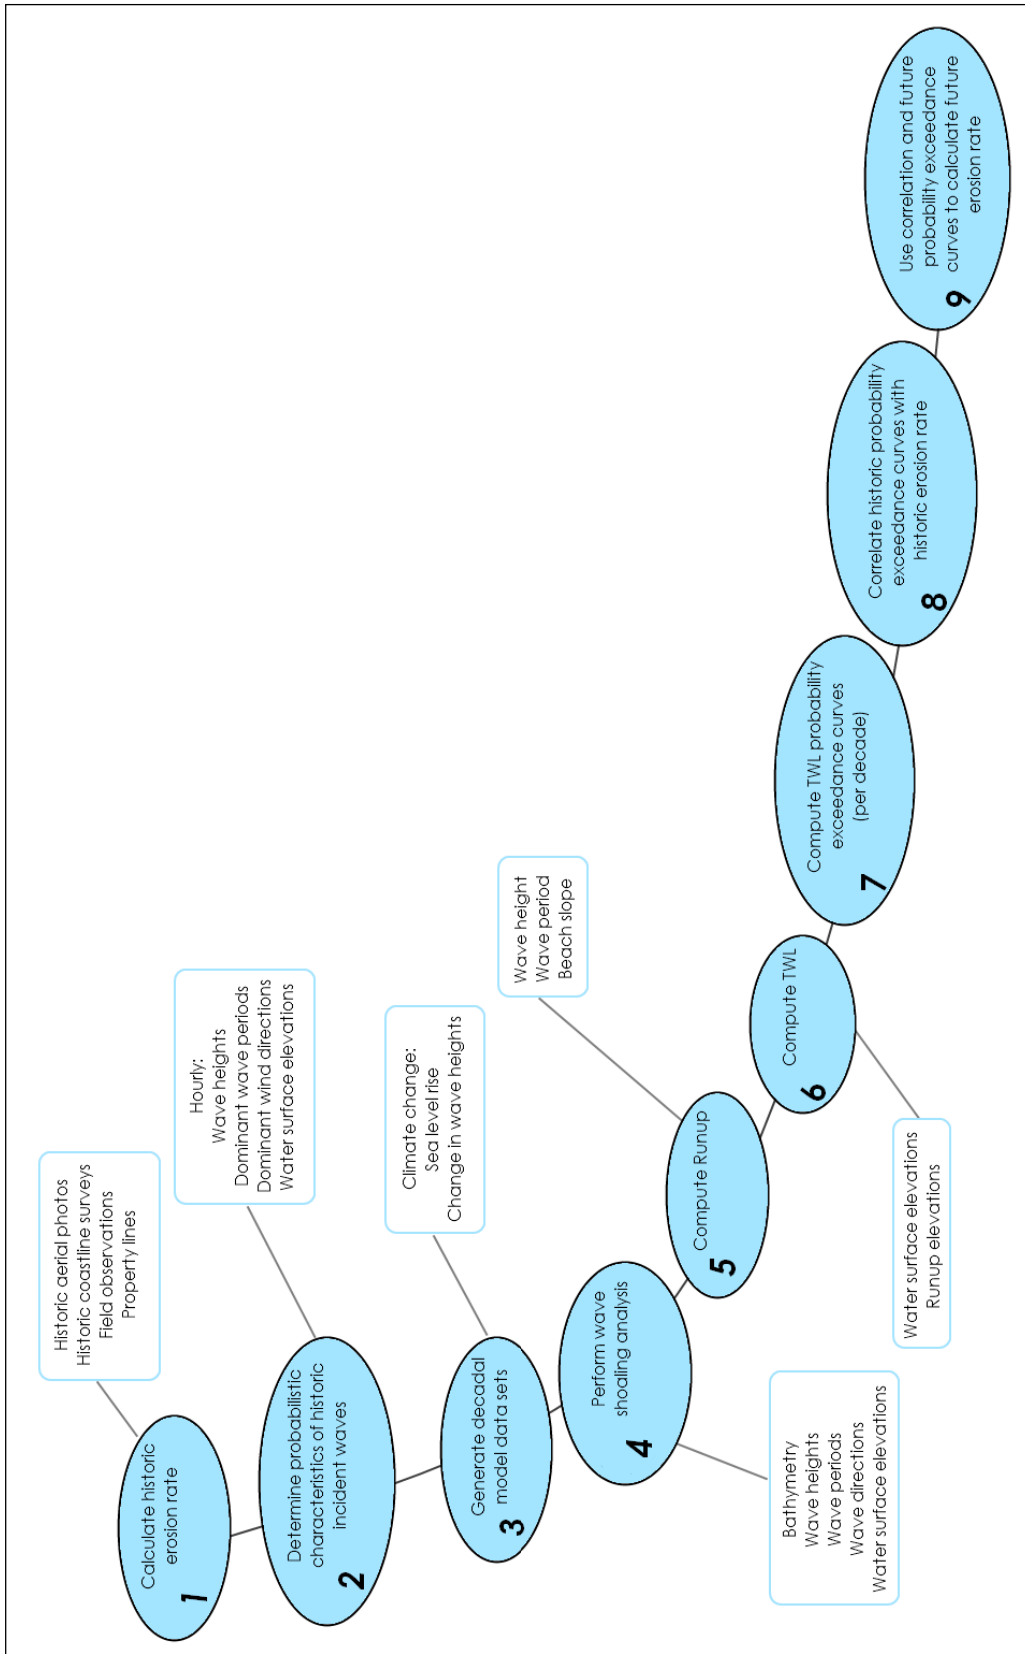 Historic aerial photos
Historic coastline surveys
Field observations
Property lines
Calculate historic
erosion rate
1
Hourly:
Wave heights
Dominant wave periods
Dominant wind directions
Water surface elevations
Determine probabilistic
characteristics of historic
incident waves
2
Climate change:
Sea level rise
Change in wave heights
Generate decadal
model data sets
3
Perform wave
shoaling analysis
4
Bathymetry
Wave heights
Wave periods
Wave directions
Water surface elevations
Wave height
Wave period
Beach slope
Compute Runup
5
Compute TWL
6
Water surface elevations
Runup elevations
Compute TWL probability
exceedance curves
(per decade)
7
Correlate historic probability
exceedance curves with
historic erosion rate
8
Use correlation and future
probability exceedance
curves to calculate future
erosion rate
9